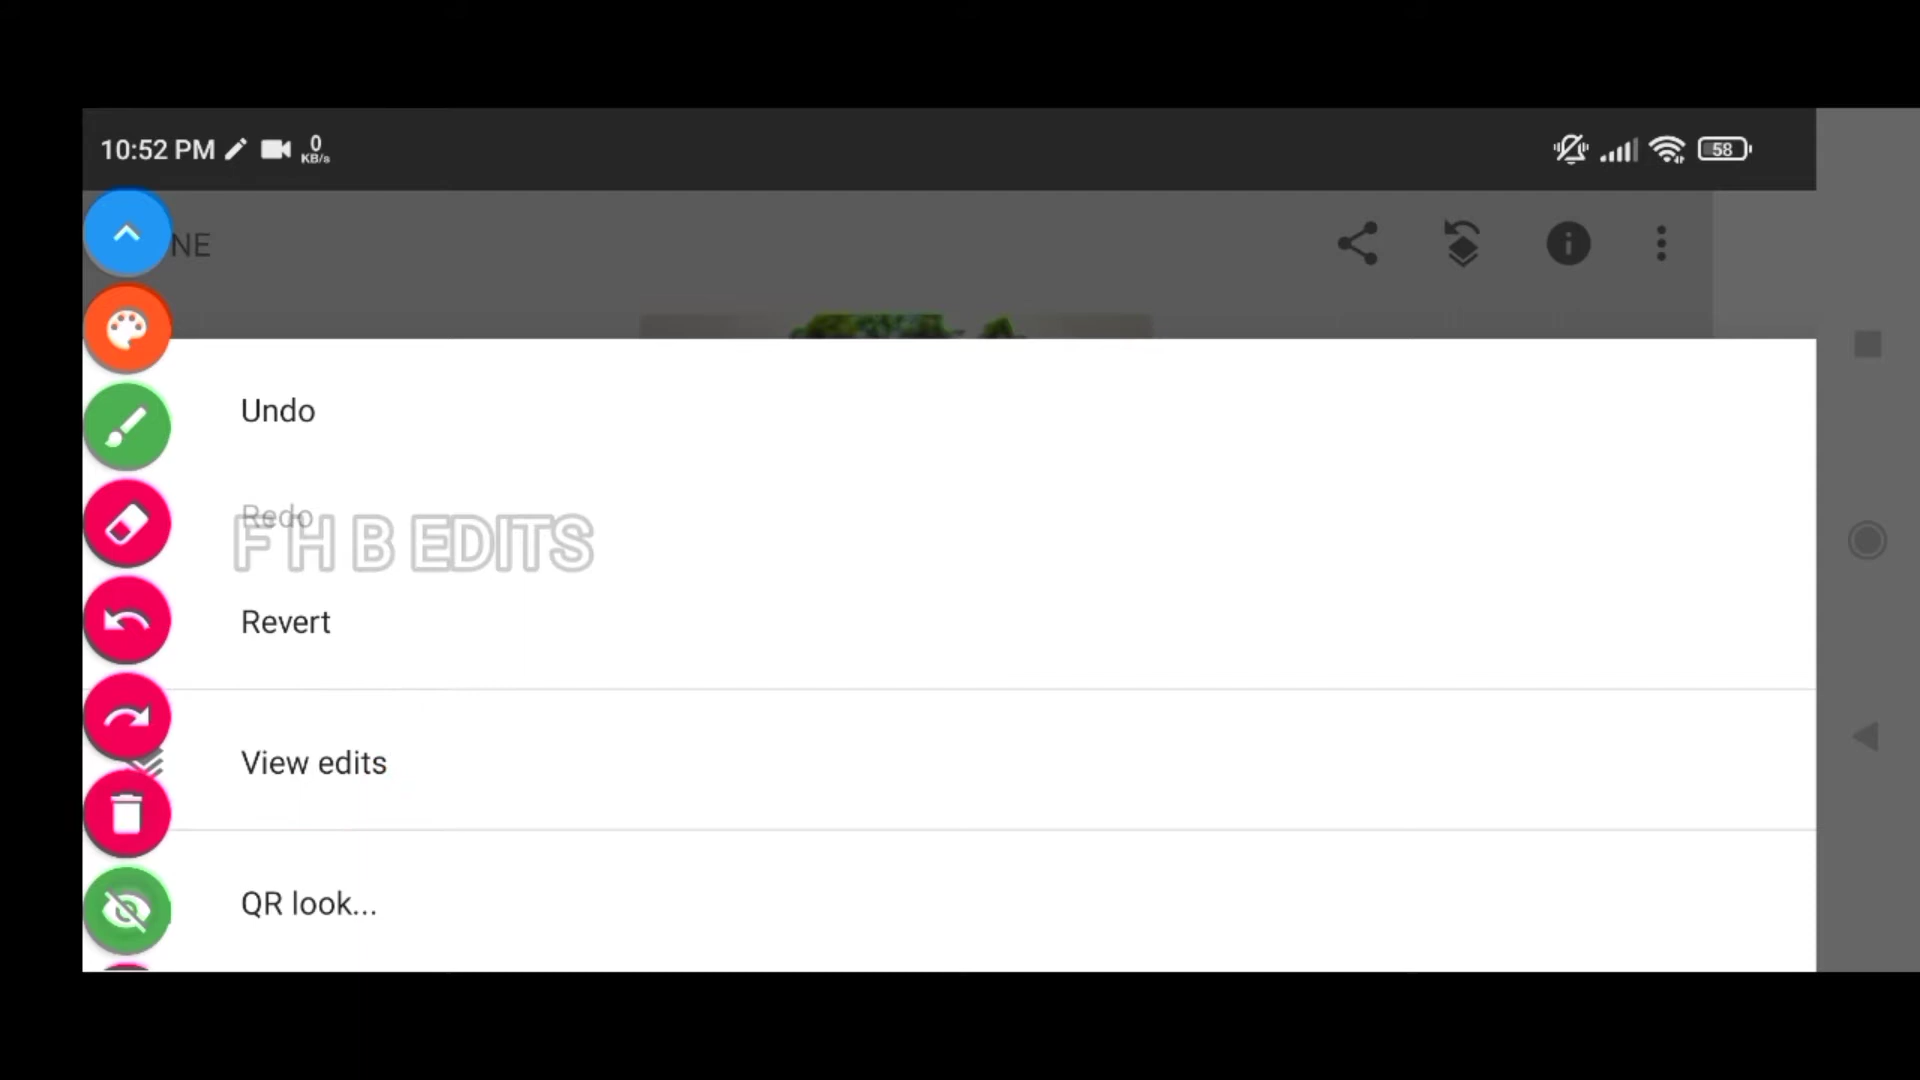 10:52 PM 0 KB/s 58
NE
Undo
Redo
F H B EDITS
Revert
View edits
QR look...